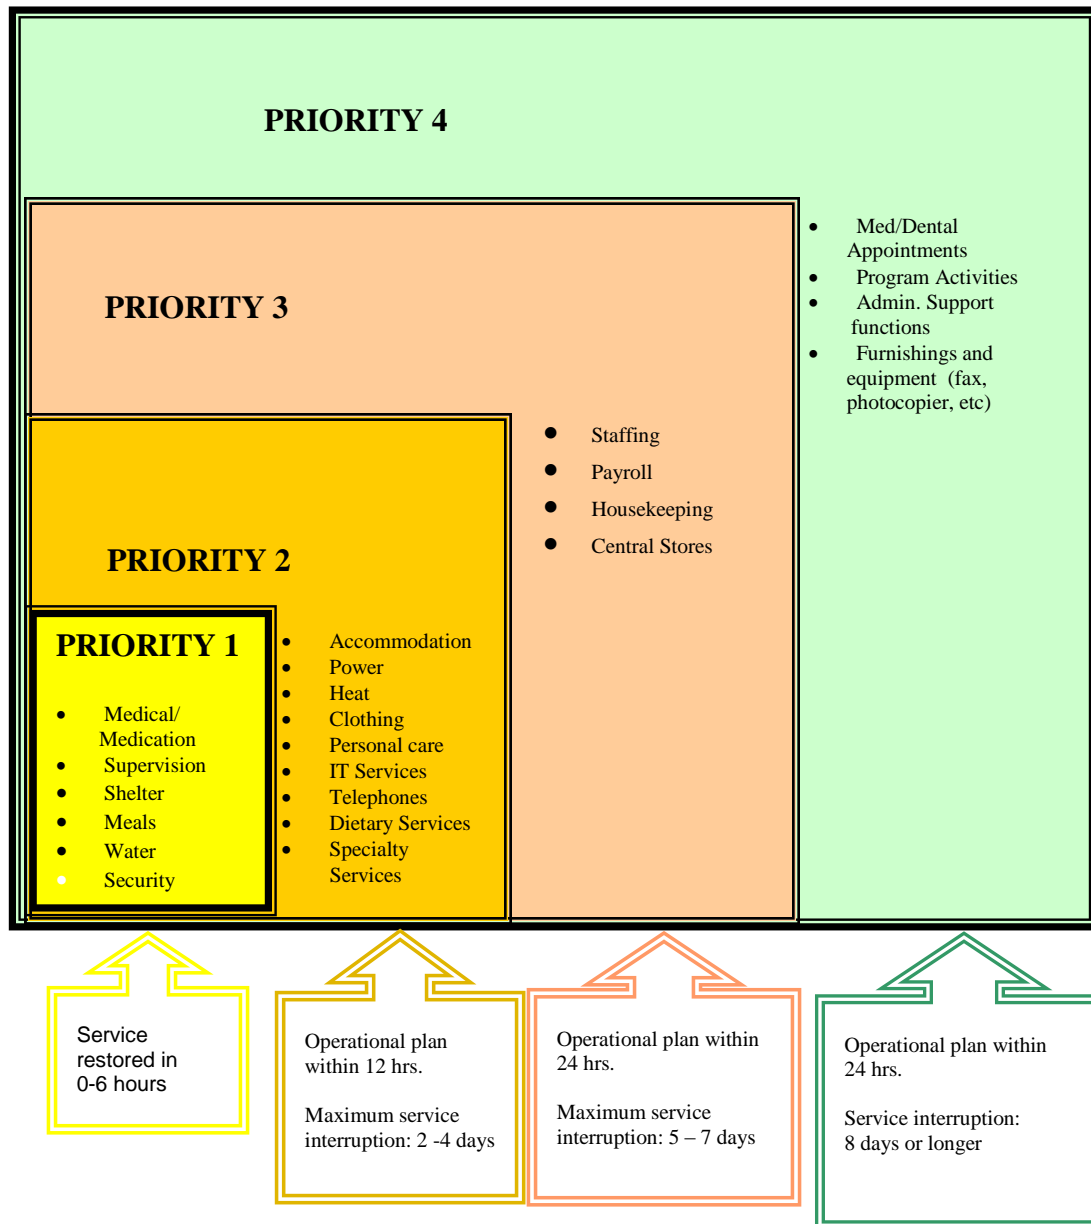 PRIORITY 4
• Med/Dental
Appointments
• Program Activities
• Admin. Support
functions
• Furnishings and
equipment (fax,
photocopier, etc)
PRIORITY 3
• Staffing
• Payroll
• Housekeeping
• Central Stores
PRIORITY 2
• Accommodation
• Power
• Heat
• Clothing
• Personal care
• IT Services
• Telephones
• Dietary Services
• Specialty
Services
PRIORITY 1
• Medical/
Medication
• Supervision
• Shelter
• Meals
• Water
• Security
Service
restored in
0-6 hours
Operational plan
within 12 hrs.
Maximum service
interruption: 2 -4 days
Operational plan within
24 hrs.
Maximum service
interruption: 5 – 7 days
Operational plan within
24 hrs.
Service interruption:
8 days or longer